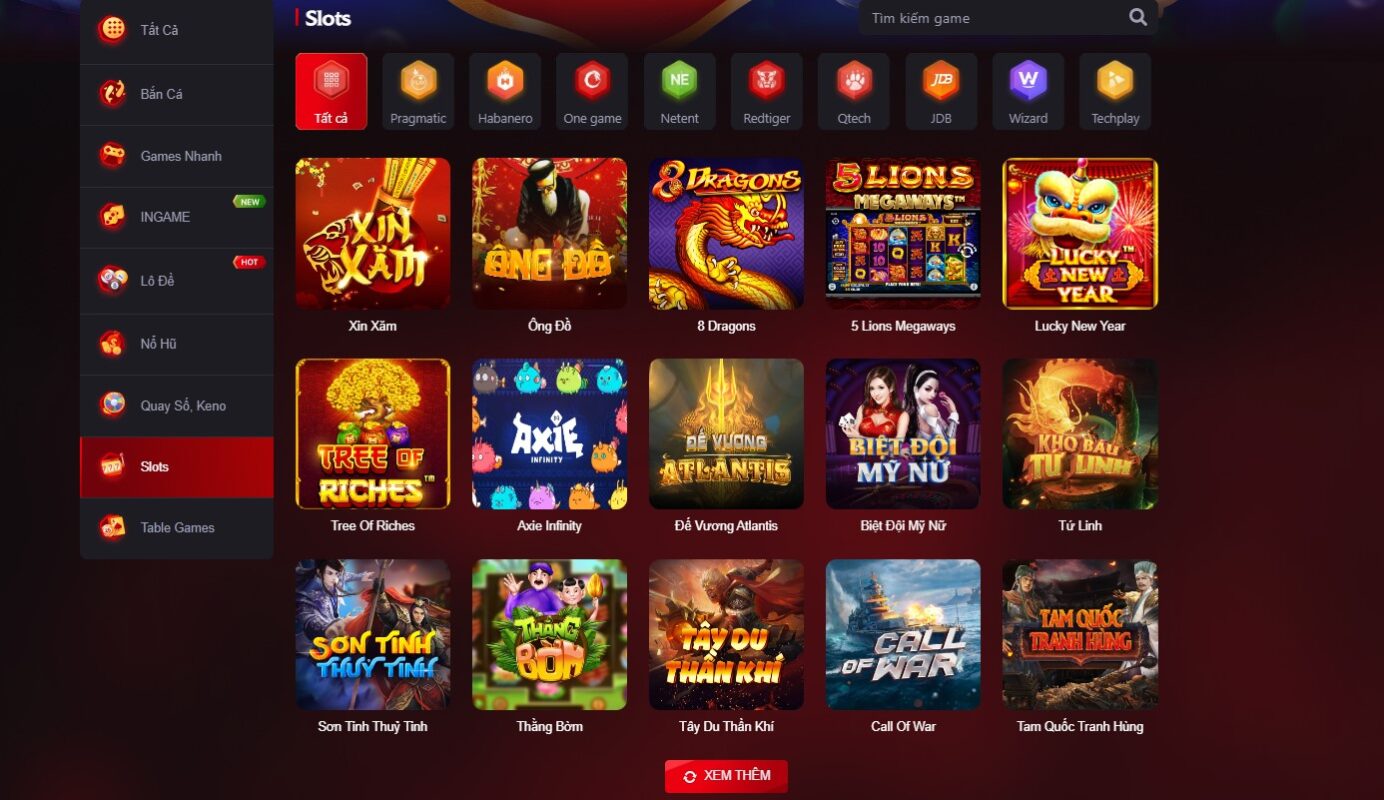 Tất Cả
Bắn Cá
Games Nhanh
NEW
INGAME
HOT
Lô Đề
Nổ Hũ
Quay Số, Keno
Slots
Table Games
Slots
Tìm kiếm game
Tất cả
Pragmatic
Habanero
One game
NE
Netent
Redtiger
Qtech
JDB
JDB
W
Wizard
Techplay
XIN
XĂM
Xin Xăm
ÔNG ĐỒ
Ông Đồ
8 DRAGONS
8 Dragons
5 LIONS
MEGAWAYS™
5 LIONS
5 Lions Megaways
LUCKY™
NEW
YEAR
Lucky New Year
TREE OF
RICHES™
Tree Of Riches
AXIE
INFINITY
Axie Infinity
ĐẾ VƯƠNG
ATLANTIS
Đế Vương Atlantis
BIỆT ĐỘI
MỸ NỮ
Biệt Đội Mỹ Nữ
KHO BÁU
TỨ LINH
Tứ Linh
SƠN TINH
THUỶ TINH
Sơn Tinh Thuỷ Tinh
THẰNG
BỜM
Thằng Bờm
TÂY DU
THẦN KHÍ
Tây Du Thần Khí
CALL
OF WAR
Call Of War
TAM QUỐC
TRANH HÙNG
Tam Quốc Tranh Hùng
XEM THÊM